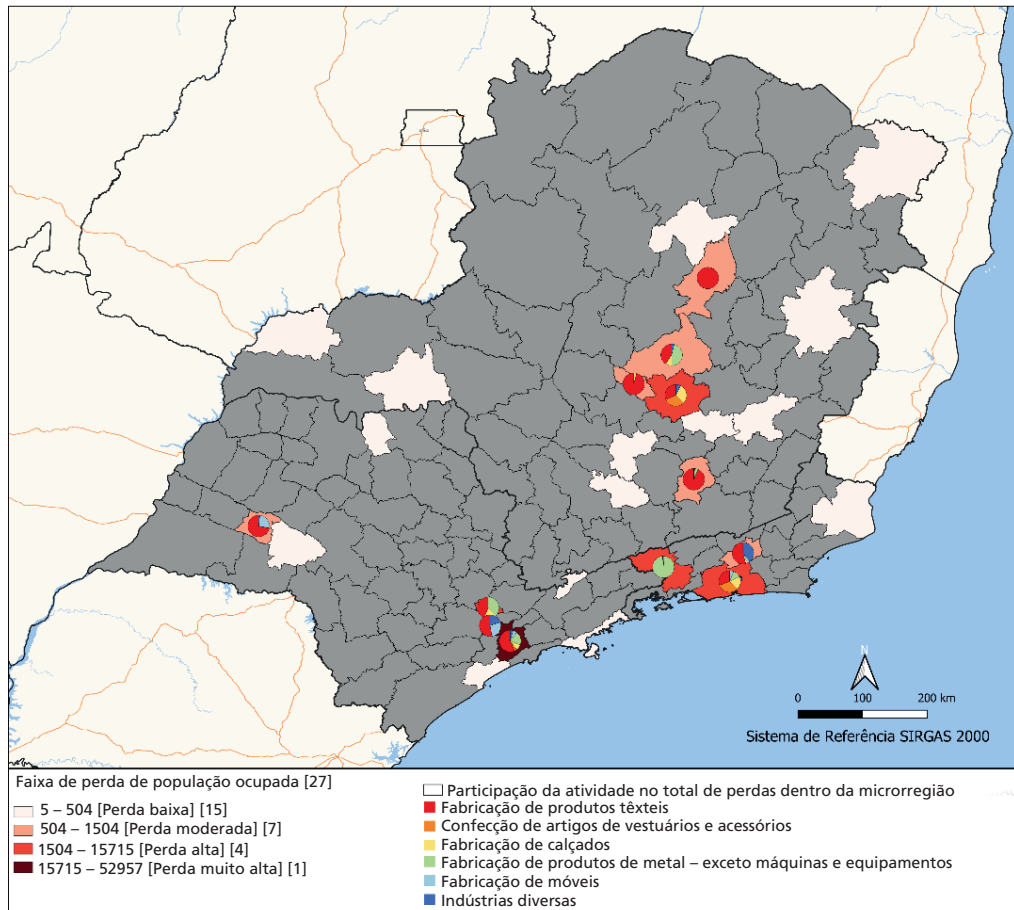 0 100 200 km
Sistema de Referência SIRGAS 2000
Faixa de perda de população ocupada [27]
5 – 504 [Perda baixa] [15]
504 – 1504 [Perda moderada] [7]
1504 – 15715 [Perda alta] [4]
15715 – 52957 [Perda muito alta] [1]
Participação da atividade no total de perdas dentro da microrregião
Fabricação de produtos têxteis
Confecção de artigos de vestuários e acessórios
Fabricação de calçados
Fabricação de produtos de metal – exceto máquinas e equipamentos
Fabricação de móveis
Indústrias diversas